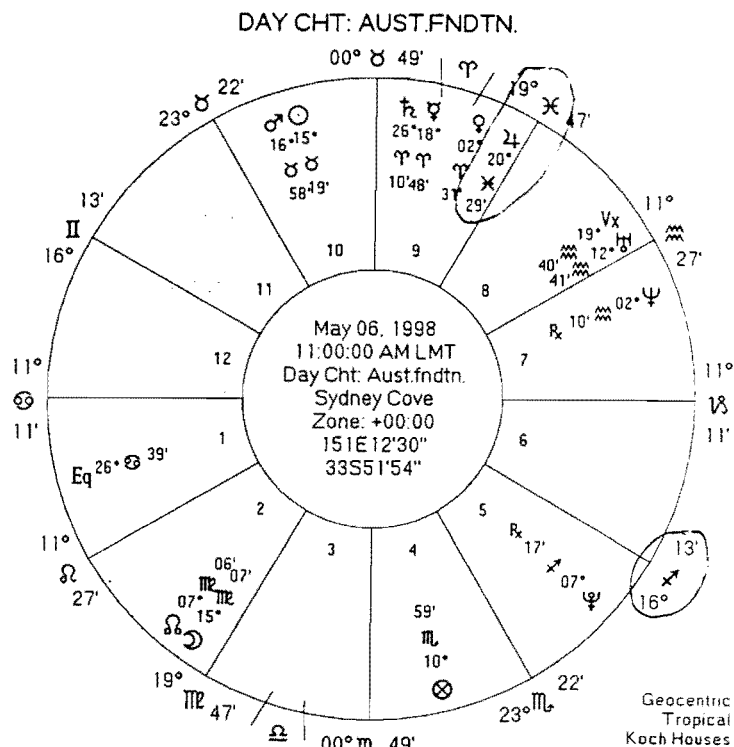 DAY CHT: AUST.FNDTN.
00° ♉ 49' ♈
19° ♓ 47'
23° ♉ 22'
♂ ☉
16° 15°
♉ ♉
58' 49'
♄ ☿
26° 18°
♈ ♈
10' 48'
♀
02°
♈
31'
♃
20°
♓
29'
13'
♊
16°
11°
♒
27'
Vx
19°
♒
40'
♅
12°
♒
41'
10
9
11
8
12
7
℞ 10' ♒ 02° ♆
May 06, 1998
11:00:00 AM LMT
Day Cht: Aust.fndtn.
Sydney Cove
Zone: +00:00
151E12'30"
33S51'54"
11°
♋
11'
11°
♑
11'
1
6
Eq 26° ♋ 39'
2
5
3
4
11°
♌
27'
06' 07'
♍ ♍
07° 15°
☊ ☽
59'
♏
10°
⊗
℞ 17' ♐ 07° ♇
13'
♐
16°
19° ♍ 47'
♎
00° ♏ 49'
23° ♏ 22'
Geocentric
Tropical
Koch Houses